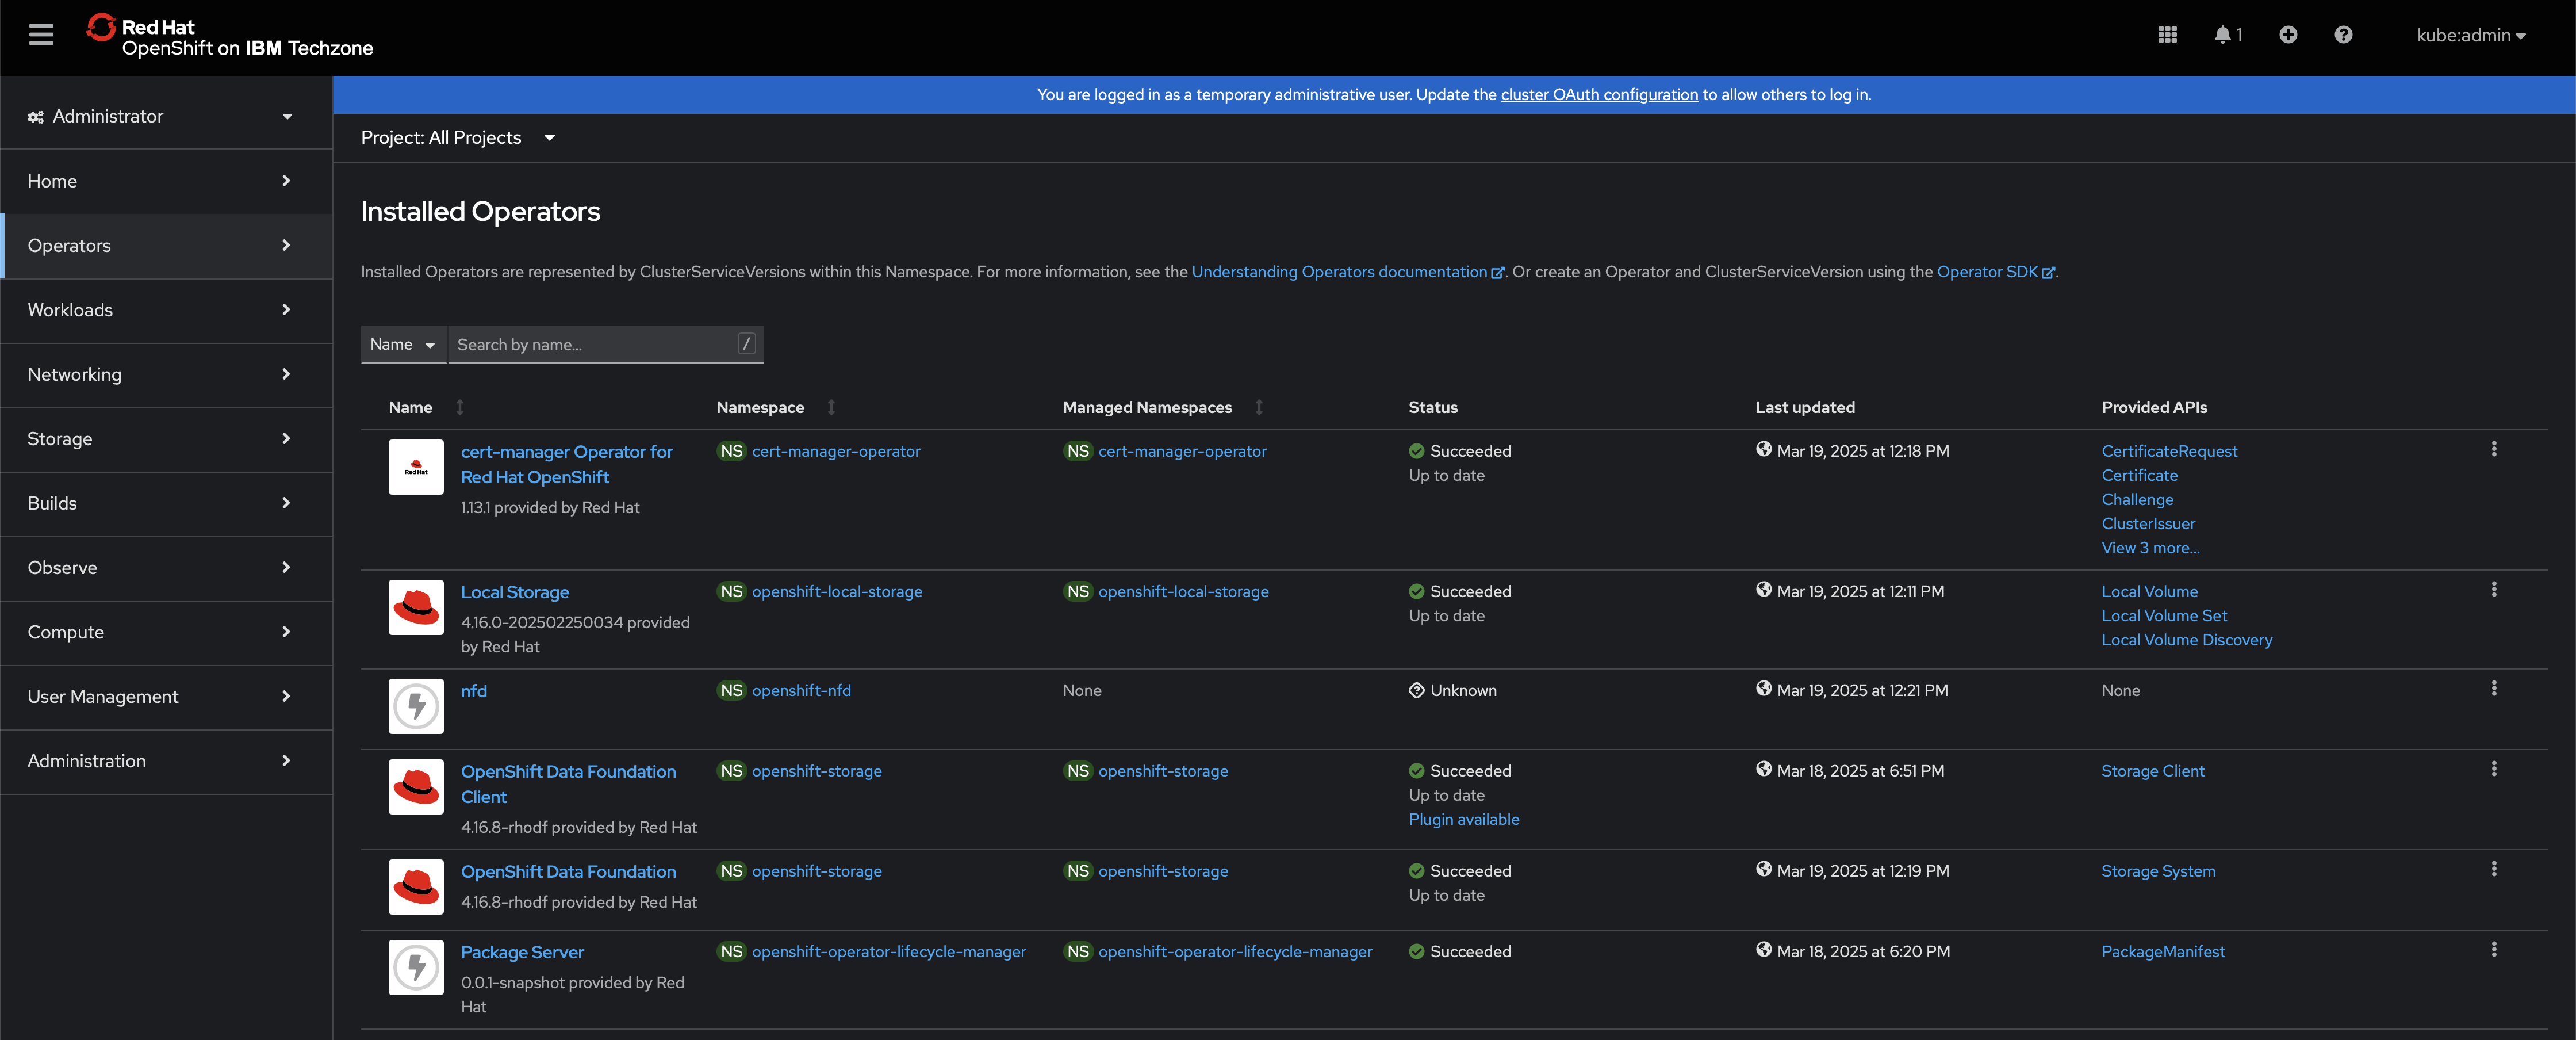 Red Hat
OpenShift on IBM Techzone
1
kube:admin
Administrator
Home
Operators
Workloads
Networking
Storage
Builds
Observe
Compute
User Management
Administration
You are logged in as a temporary administrative user. Update the cluster OAuth configuration to allow others to log in.
Project: All Projects
Installed Operators
Installed Operators are represented by ClusterServiceVersions within this Namespace. For more information, see the Understanding Operators documentation. Or create an Operator and ClusterServiceVersion using the Operator SDK.
Name Search by name... /
Name Namespace Managed Namespaces Status Last updated Provided APIs
Red Hat
cert-manager Operator for
Red Hat OpenShift
1.13.1 provided by Red Hat
NS cert-manager-operator
NS cert-manager-operator
Succeeded
Up to date
Mar 19, 2025 at 12:18 PM
CertificateRequest
Certificate
Challenge
ClusterIssuer
View 3 more...
Local Storage
4.16.0-202502250034 provided
by Red Hat
NS openshift-local-storage
NS openshift-local-storage
Succeeded
Up to date
Mar 19, 2025 at 12:11 PM
Local Volume
Local Volume Set
Local Volume Discovery
nfd
NS openshift-nfd
None
Unknown
Mar 19, 2025 at 12:21 PM
None
OpenShift Data Foundation
Client
4.16.8-rhodf provided by Red Hat
NS openshift-storage
NS openshift-storage
Succeeded
Up to date
Plugin available
Mar 18, 2025 at 6:51 PM
Storage Client
OpenShift Data Foundation
4.16.8-rhodf provided by Red Hat
NS openshift-storage
NS openshift-storage
Succeeded
Up to date
Mar 19, 2025 at 12:19 PM
Storage System
Package Server
0.0.1-snapshot provided by Red
Hat
NS openshift-operator-lifecycle-manager
NS openshift-operator-lifecycle-manager
Succeeded
Mar 18, 2025 at 6:20 PM
PackageManifest